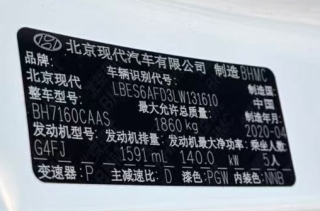 北京现代汽车有限公司 制造 BHMC
品牌: 车辆识别代号: 制造国:
北京现代 LBES6AFD3LW131610 中国
整车型号: 最大允许总质量: 制造年月:
BH7160CAAS 1860 kg 2020-04
发动机型号: 发动机排量: 发动机最大净功率: 乘坐人数:
G4FJ 1591 mL 140.0 kW 5人
变速器: P 主减速比: D 漆色: PGW 内装色: NNB